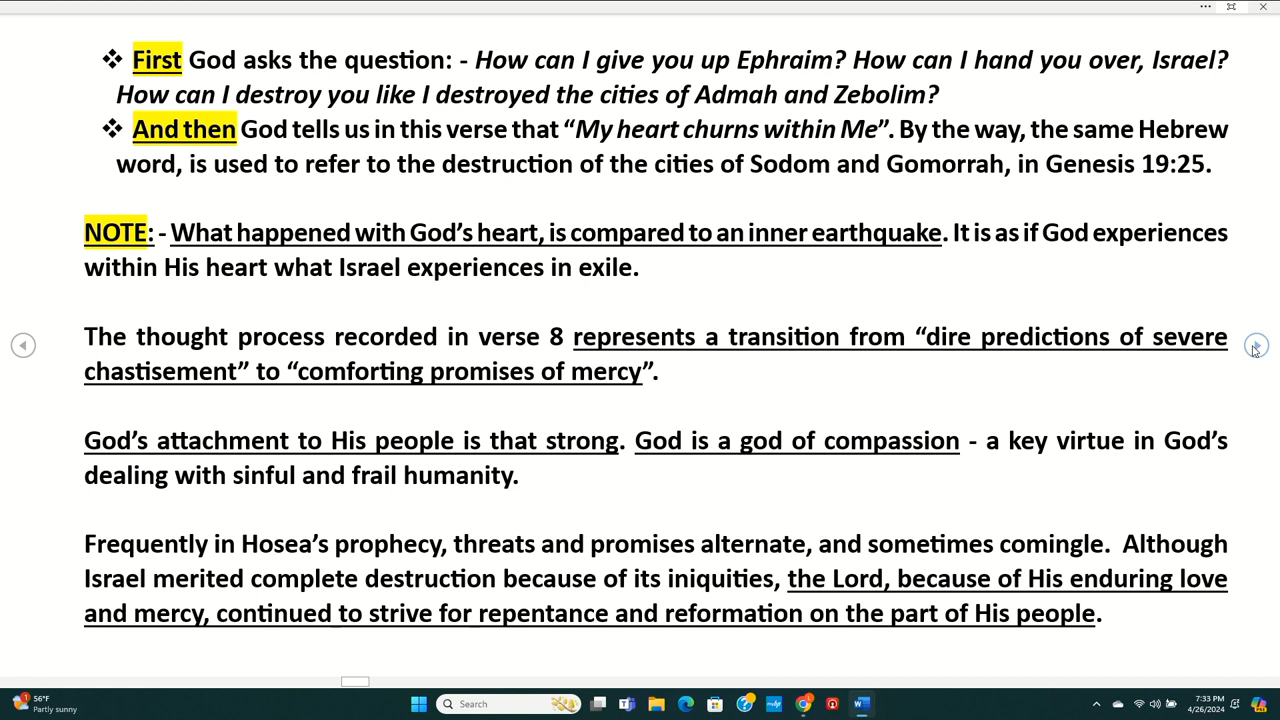 ❖ First God asks the question: - How can I give you up Ephraim? How can I hand you over, Israel?
How can I destroy you like I destroyed the cities of Admah and Zebolim?
❖ And then God tells us in this verse that “My heart churns within Me”. By the way, the same Hebrew
word, is used to refer to the destruction of the cities of Sodom and Gomorrah, in Genesis 19:25.
NOTE: - What happened with God’s heart, is compared to an inner earthquake. It is as if God experiences
within His heart what Israel experiences in exile.
The thought process recorded in verse 8 represents a transition from “dire predictions of severe
chastisement” to “comforting promises of mercy”.
God’s attachment to His people is that strong. God is a god of compassion - a key virtue in God’s
dealing with sinful and frail humanity.
Frequently in Hosea’s prophecy, threats and promises alternate, and sometimes comingle. Although
Israel merited complete destruction because of its iniquities, the Lord, because of His enduring love
and mercy, continued to strive for repentance and reformation on the part of His people.
1
56°F
Partly sunny
Search
7:33 PM
4/26/2024